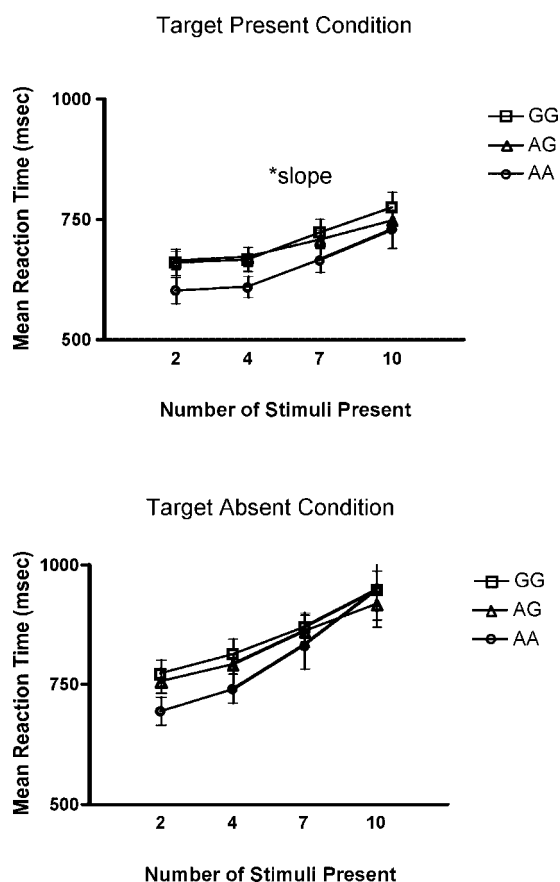 Target Present Condition
1000
GG
AG
AA
*slope
Mean Reaction Time (msec)
750
500
2 4 7 10
Number of Stimuli Present
Target Absent Condition
1000
GG
AG
AA
Mean Reaction Time (msec)
750
500
2 4 7 10
Number of Stimuli Present